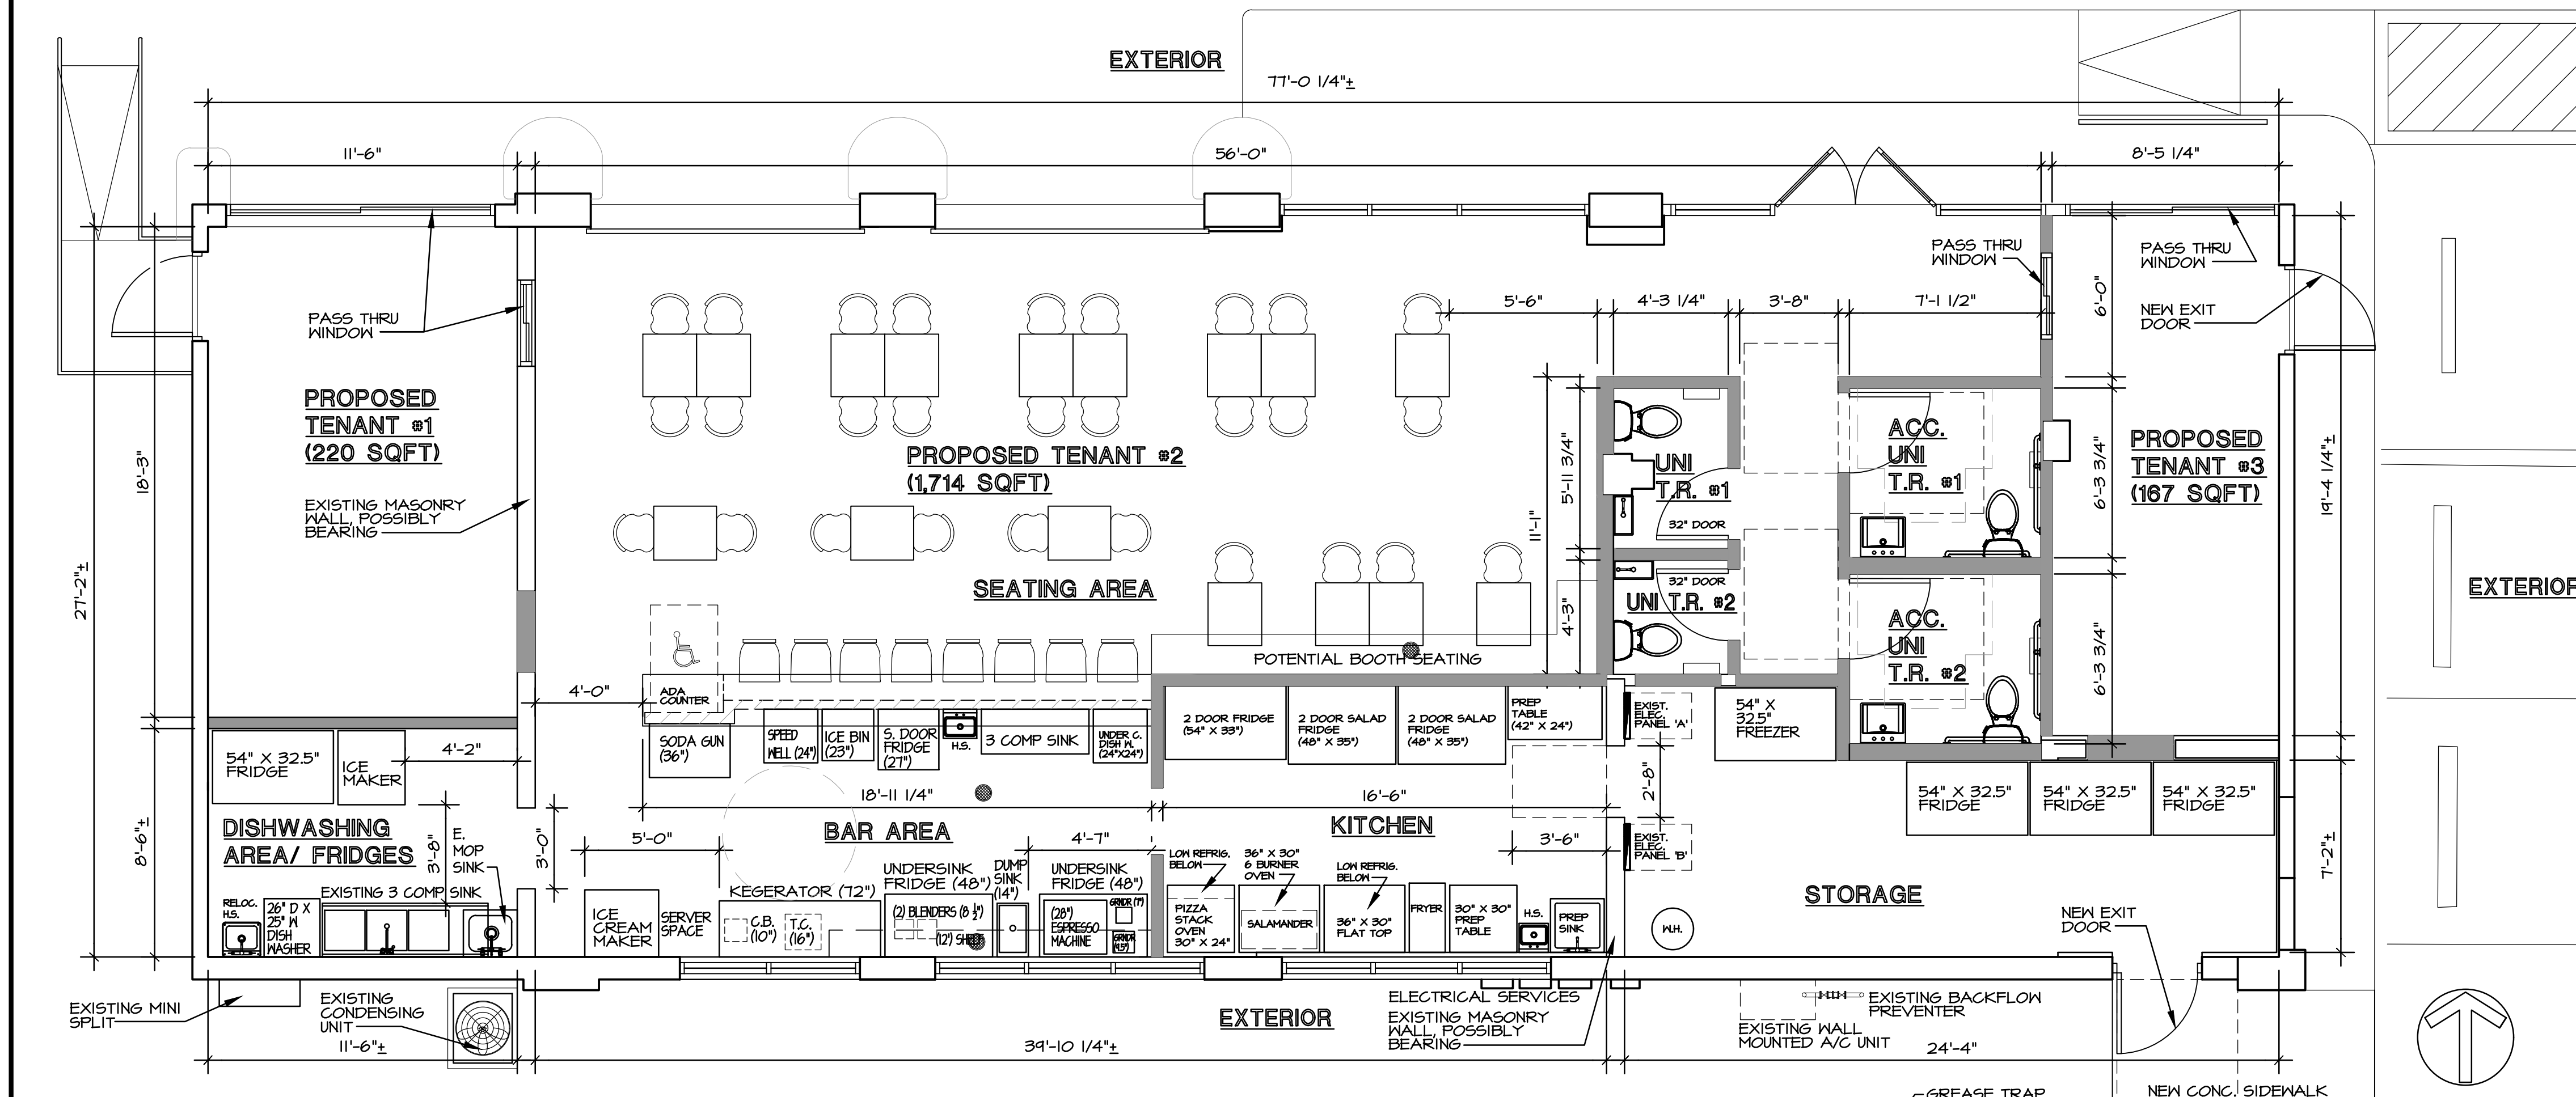 EXTERIOR
77'-0 1/4"±
11'-6"
56'-0"
8'-5 1/4"
PASS THRU
WINDOW
PASS THRU
WINDOW
PASS THRU
WINDOW
NEW EXIT
DOOR
5'-6"
4'-3 1/4"
3'-8"
7'-1 1/2"
6'-0"
PROPOSED
TENANT #1
(220 SQFT)
EXISTING MASONRY
WALL, POSSIBLY
BEARING
18'-3"
27'-2"±
8'-6"±
PROPOSED TENANT #2
(1,714 SQFT)
SEATING AREA
11'-1"
5'-11 3/4"
4'-3"
UNI
T.R. #1
32" DOOR
32" DOOR
UNI T.R. #2
ACC.
UNI
T.R. #1
ACC.
UNI
T.R. #2
6'-3 3/4"
6'-3 3/4"
PROPOSED
TENANT #3
(167 SQFT)
19'-4 1/4"±
7'-2"±
EXTERIOR
POTENTIAL BOOTH SEATING
4'-0"
ADA
COUNTER
SODA GUN
(36")
SPEED
WELL (24")
ICE BIN
(23")
S. DOOR
FRIDGE
(27")
H.S.
3 COMP SINK
UNDER C.
DISH W.
(24"X24")
2 DOOR FRIDGE
(54" X 33")
2 DOOR SALAD
FRIDGE
(48" X 35")
2 DOOR SALAD
FRIDGE
(48" X 35")
PREP
TABLE
(42" X 24")
EXIST.
ELEC.
PANEL 'A'
54" X
32.5"
FREEZER
54" X 32.5"
FRIDGE
ICE
MAKER
4'-2"
18'-11 1/4"
16'-6"
2'-8"
54" X 32.5"
FRIDGE
54" X 32.5"
FRIDGE
54" X 32.5"
FRIDGE
DISHWASHING
AREA/ FRIDGES
3'-8"
E.
MOP
SINK
3'-0"
5'-0"
BAR AREA
4'-7"
KITCHEN
3'-6"
EXIST.
ELEC.
PANEL 'B'
STORAGE
EXISTING 3 COMP SINK
RELOC.
H.S.
26" D X
25" W
DISH
WASHER
ICE
CREAM
MAKER
SERVER
SPACE
KEGERATOR (72")
C.B.
(10")
T.C.
(16")
UNDERSINK
FRIDGE (48")
(2) BLENDERS (8 ½")
(12") SHELF
DUMP
SINK
(14")
UNDERSINK
FRIDGE (48")
(28")
ESPRESSO
MACHINE
LOW REFRIG.
BELOW
36" X 30"
6 BURNER
OVEN
LOW REFRIG.
BELOW
PIZZA
STACK
OVEN
30" X 24"
SALAMANDER
36" X 30"
FLAT TOP
FRYER
30" X 30"
PREP
TABLE
H.S.
PREP
SINK
W.H.
NEW EXIT
DOOR
EXISTING MINI
SPLIT
EXISTING
CONDENSING
UNIT
EXTERIOR
ELECTRICAL SERVICES
EXISTING MASONRY
WALL, POSSIBLY
BEARING
EXISTING WALL
MOUNTED A/C UNIT
EXISTING BACKFLOW
PREVENTER
11'-6"±
39'-10 1/4"±
24'-4"
GREASE TRAP
NEW CONC. SIDEWALK